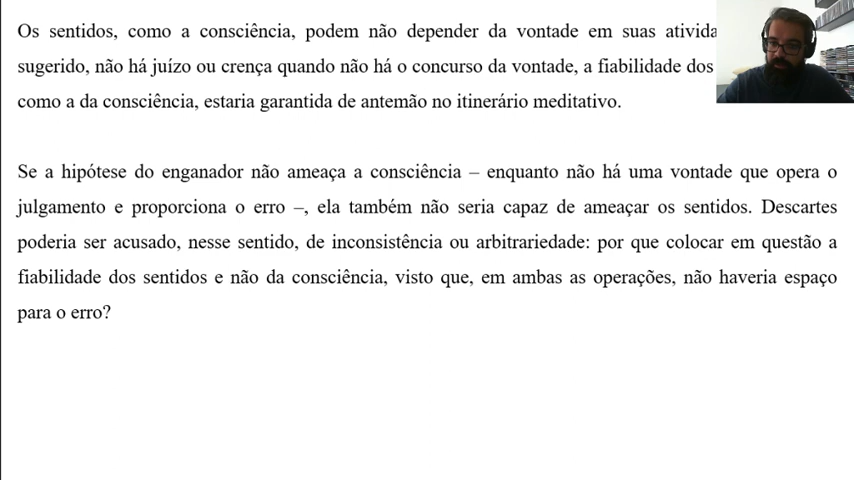 Os sentidos, como a consciência, podem não depender da vontade em suas
sugerido, não há juízo ou crença quando não há o concurso da vontade, a fiabilidade dos
como a da consciência, estaria garantida de antemão no itinerário meditativo.
Se a hipótese do enganador não ameaça a consciência – enquanto não há uma vontade que opera o
julgamento e proporciona o erro –, ela também não seria capaz de ameaçar os sentidos. Descartes
poderia ser acusado, nesse sentido, de inconsistência ou arbitrariedade: por que colocar em questão a
fiabilidade dos sentidos e não da consciência, visto que, em ambas as operações, não haveria espaço
para o erro?